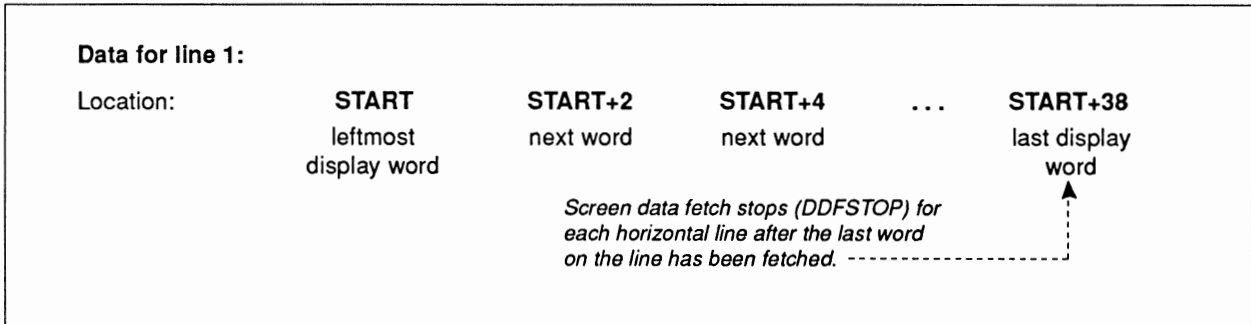 Data for line 1:
Location: START START+2 START+4 ... START+38
leftmost next word next word last display
display word word
Screen data fetch stops (DDFSTOP) for
each horizontal line after the last word
on the line has been fetched.